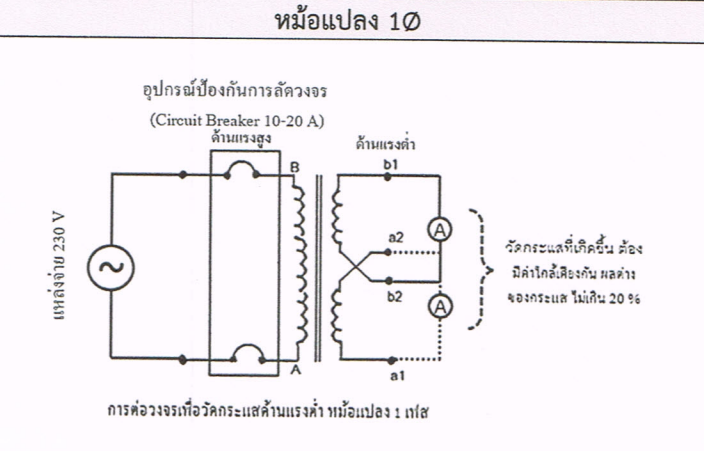 หม้อแปลง 1Ø
อุปกรณ์ป้องกันการลัดวงจร
(Circuit Breaker 10-20 A)
ด้านแรงสูง
ด้านแรงต่ำ
B
b1
A
a2
แหล่งจ่าย 230 V
~
วัดกระแสที่เกิดขึ้น ต้อง
มีค่าใกล้เคียงกัน ผลต่าง
ของกระแส ไม่เกิน 20 %
b2
A
A
a1
การต่อวงจรเพื่อวัดกระแสด้านแรงต่ำ หม้อแปลง 1 เฟส